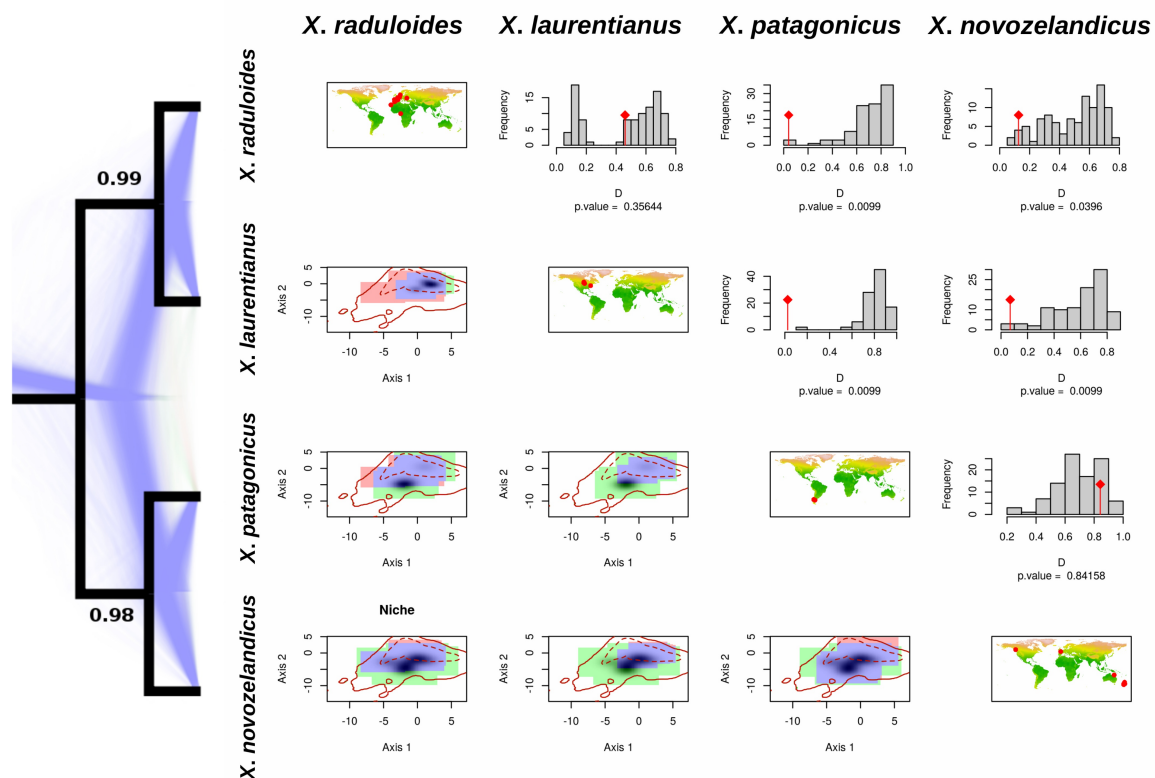 X. raduloides X. laurentianus X. patagonicus X. novozelandicus
X. raduloides
0.99
Frequency
0 5 10 15
0.0 0.2 0.4 0.6 0.8
D
p.value = 0.35644
Frequency
0 10 20 30
0.0 0.2 0.4 0.6 0.8 1.0
D
p.value = 0.0099
Frequency
0 5 10
0.0 0.2 0.4 0.6 0.8
D
p.value = 0.0396
X. laurentianus
Axis 2
5 0 -10
-10 -5 0 5
Axis 1
Frequency
0 20 40
0.0 0.4 0.8
D
p.value = 0.0099
Frequency
0 10 20
0.0 0.2 0.4 0.6 0.8
D
p.value = 0.0099
X. patagonicus
Axis 2
5 0 -10
-10 -5 0 5
Axis 1
Axis 2
5 0 -10
-10 -5 0 5
Axis 1
Frequency
0 10 20
0.2 0.4 0.6 0.8 1.0
D
p.value = 0.84158
0.98
X. novozelandicus
Niche
Axis 2
5 0 -10
-10 -5 0 5
Axis 1
Axis 2
5 0 -10
-10 -5 0 5
Axis 1
Axis 2
5 0 -10
-10 -5 0 5
Axis 1